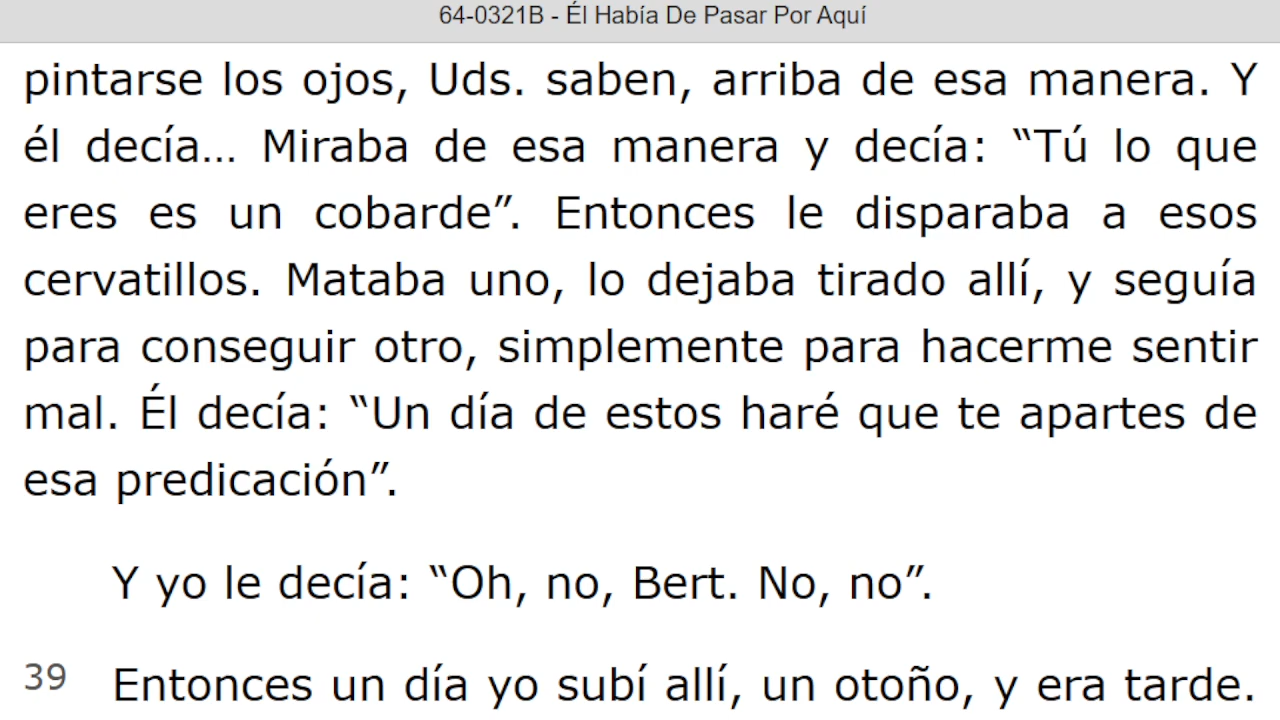 64-0321B - Él Había De Pasar Por Aquí
pintarse los ojos, Uds. saben, arriba de esa manera. Y
él decía... Miraba de esa manera y decía: “Tú lo que
eres es un cobarde”. Entonces le disparaba a esos
cervatillos. Mataba uno, lo dejaba tirado allí, y seguía
para conseguir otro, simplemente para hacerme sentir
mal. Él decía: “Un día de estos haré que te apartes de
esa predicación”.
Y yo le decía: “Oh, no, Bert. No, no”.
39 Entonces un día yo subí allí, un otoño, y era tarde.